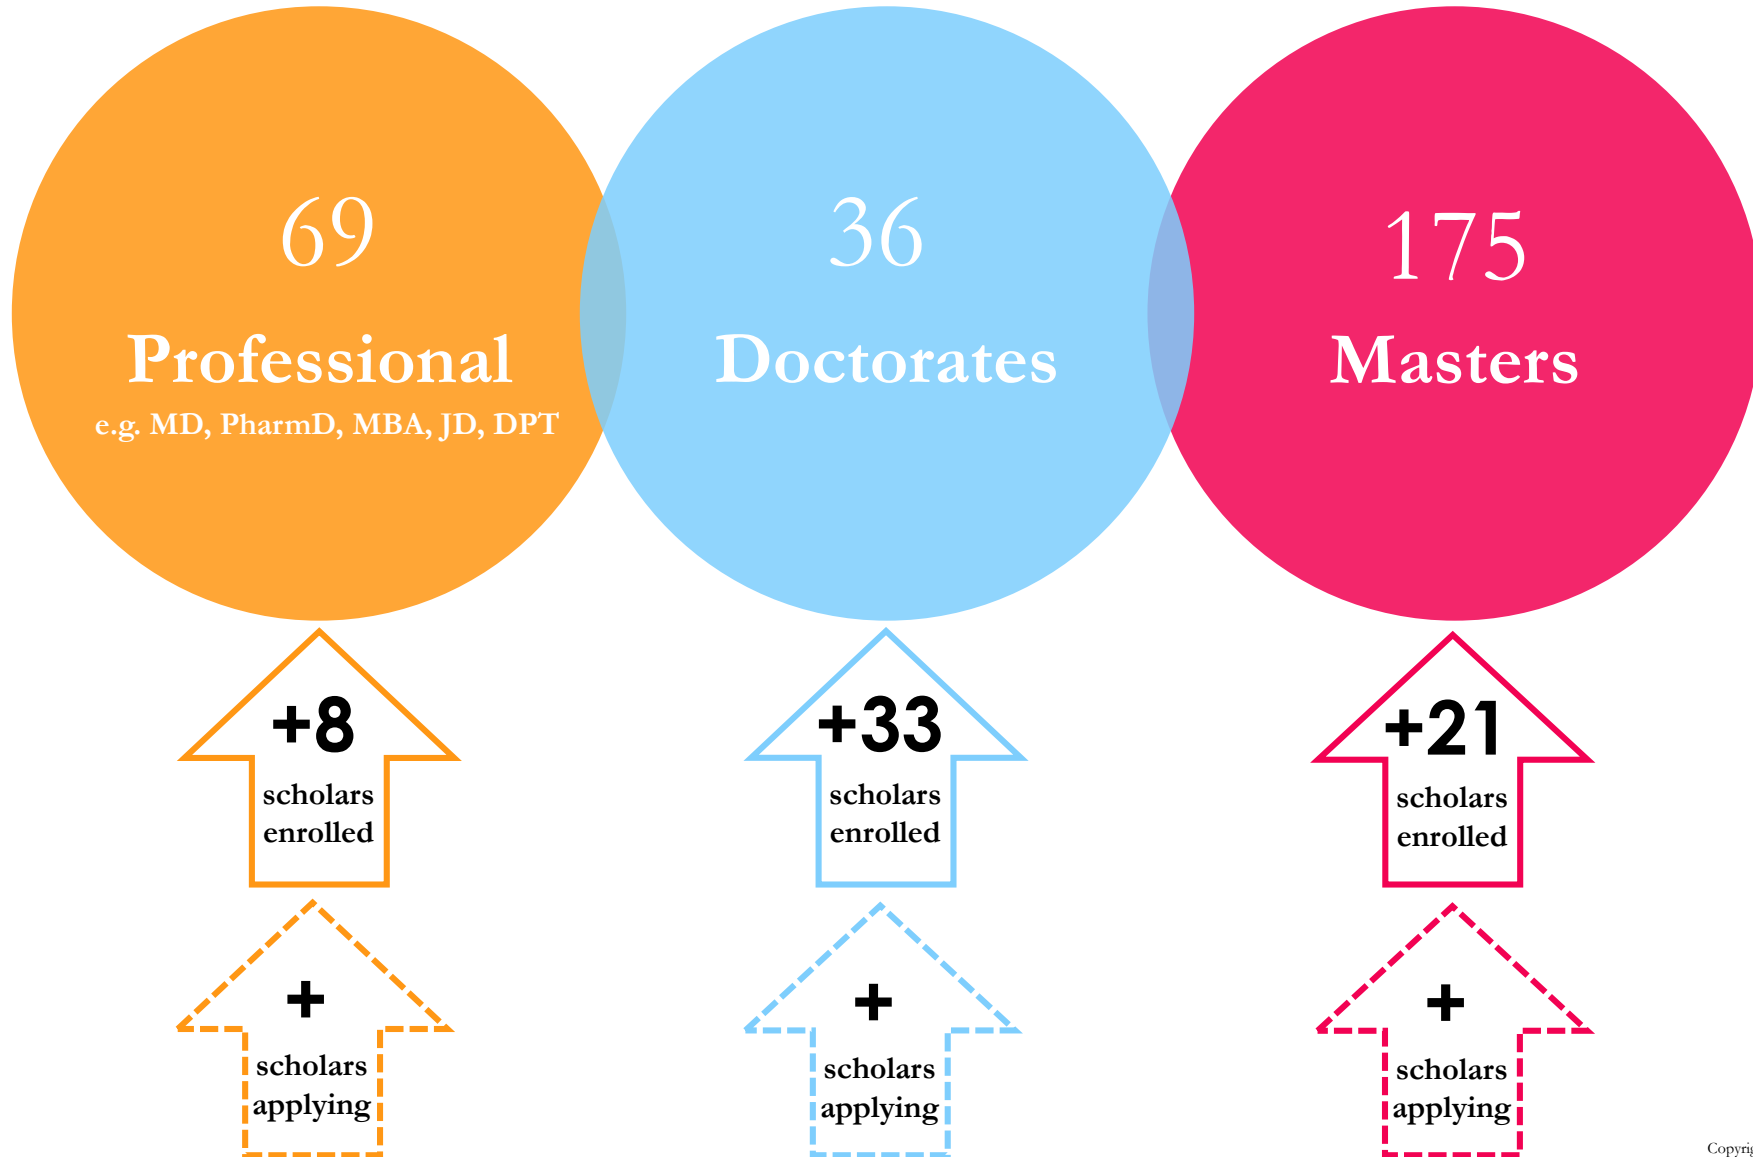 69
Professional
e.g. MD, PharmD, MBA, JD, DPT
36
Doctorates
175
Masters
+8
scholars
enrolled
+33
scholars
enrolled
+21
scholars
enrolled
+
scholars
applying
+
scholars
applying
+
scholars
applying